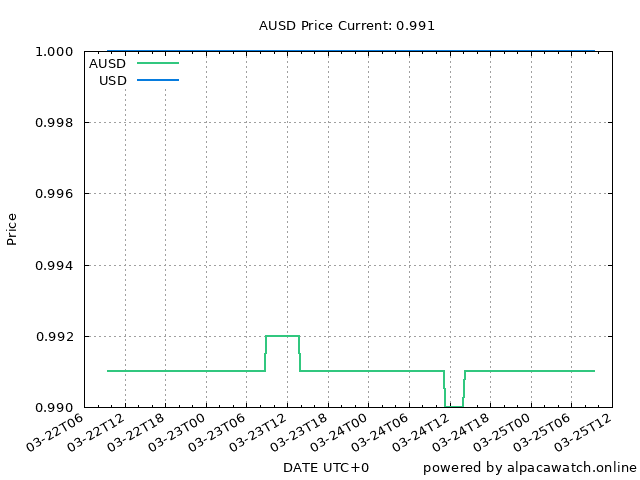 AUSD Price Current: 0.991
1.000
AUSD
USD
0.998
0.996
Price
0.994
0.992
0.990
03-22T06
03-22T12
03-22T18
03-23T00
03-23T06
03-23T12
03-23T18
03-24T00
03-24T06
03-24T12
03-24T18
03-25T00
03-25T06
03-25T12
DATE UTC+0
powered by alpacawatch.online